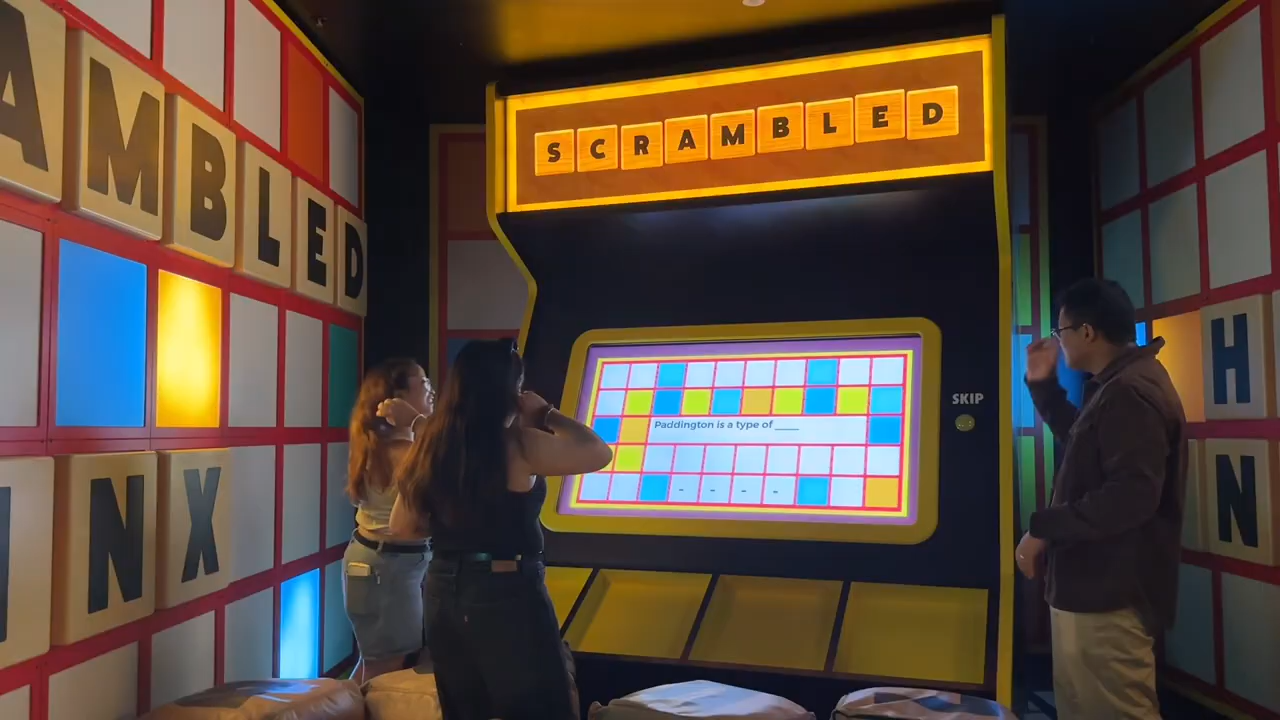 SCRAMBLED
AMBLED
Paddington is a type of ____
- - - -
SKIP
NX
H
N